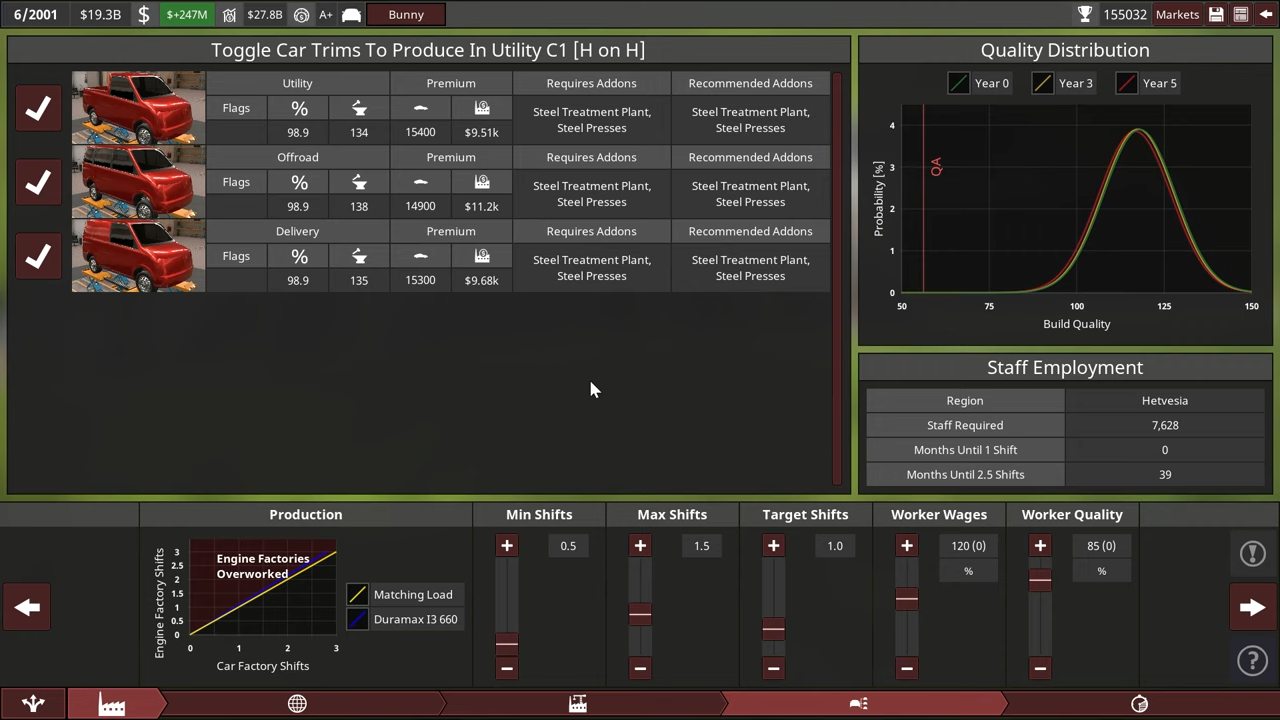 6/2001
$19.3B
$
$+247M
$27.8B
A+
Bunny
155032
Markets
Toggle Car Trims To Produce In Utility C1 [H on H]
Utility
Premium
Requires Addons
Recommended Addons
Flags
%
Steel Treatment Plant,
Steel Presses
Steel Treatment Plant,
Steel Presses
98.9
134
15400
$9.51k
Offroad
Premium
Requires Addons
Recommended Addons
Flags
%
Steel Treatment Plant,
Steel Presses
Steel Treatment Plant,
Steel Presses
98.9
138
14900
$11.2k
Delivery
Premium
Requires Addons
Recommended Addons
Flags
%
Steel Treatment Plant,
Steel Presses
Steel Treatment Plant,
Steel Presses
98.9
135
15300
$9.68k
Quality Distribution
Year 0
Year 3
Year 5
4
3
2
1
0
Probability [%]
QA
50
75
100
125
150
Build Quality
Staff Employment
Region
Hetvesia
Staff Required
7,628
Months Until 1 Shift
0
Months Until 2.5 Shifts
39
Production
Engine Factories
Overworked
Engine Factory Shifts
3
2.5
2
1.5
1
0.5
0
0
1
2
3
Car Factory Shifts
Matching Load
Duramax I3 660
Min Shifts
+
0.5
−
Max Shifts
+
1.5
−
Target Shifts
+
1.0
−
Worker Wages
+
120 (0)
%
−
Worker Quality
+
85 (0)
%
−
!
?